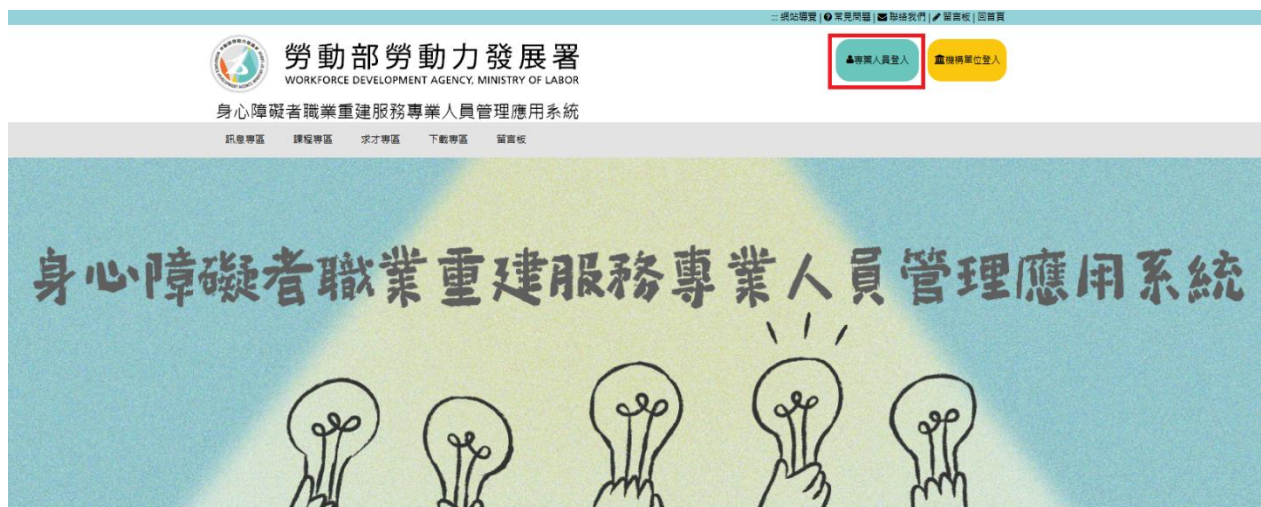 ::: 網站導覽 | 常見問題 | 聯絡我們 | 留言板 | 回首頁
勞動部勞動力發展署
WORKFORCE DEVELOPMENT AGENCY, MINISTRY OF LABOR
專業人員登入 機構單位登入
身心障礙者職業重建服務專業人員管理應用系統
訊息專區 課程專區 求才專區 下載專區 留言板
身心障礙者職業重建服務專業人員管理應用系統